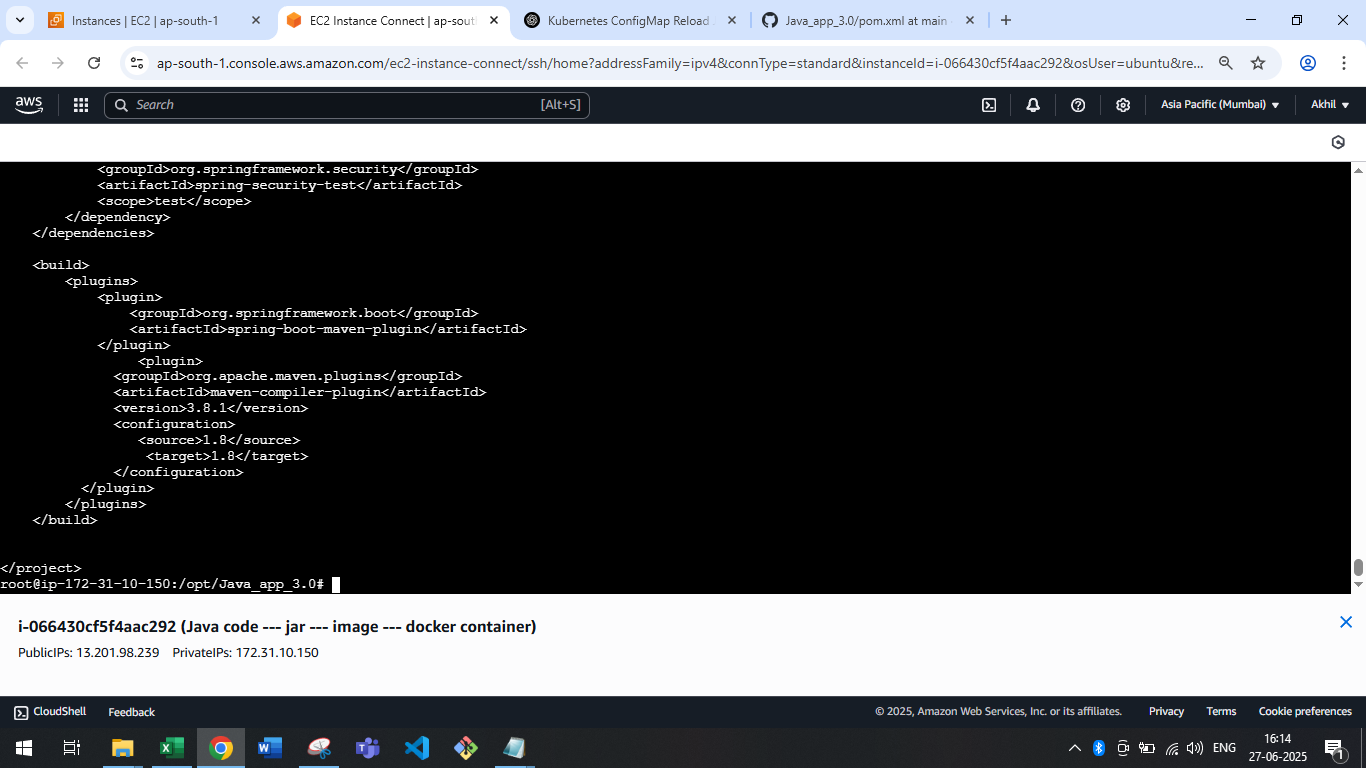 Instances | EC2 | ap-south-1
EC2 Instance Connect | ap-sout
Kubernetes ConfigMap Reload
Java_app_3.0/pom.xml at main
ap-south-1.console.aws.amazon.com/ec2-instance-connect/ssh/home?addressFamily=ipv4&connType=standard&instanceId=i-066430cf5f4aac292&osUser=ubuntu&re...
aws
Search
[Alt+S]
Asia Pacific (Mumbai)
Akhil
            <groupId>org.springframework.security</groupId>
            <artifactId>spring-security-test</artifactId>
            <scope>test</scope>
        </dependency>
    </dependencies>
    <build>
        <plugins>
            <plugin>
                <groupId>org.springframework.boot</groupId>
                <artifactId>spring-boot-maven-plugin</artifactId>
            </plugin>
                 <plugin>
              <groupId>org.apache.maven.plugins</groupId>
              <artifactId>maven-compiler-plugin</artifactId>
              <version>3.8.1</version>
              <configuration>
                 <source>1.8</source>
                  <target>1.8</target>
              </configuration>
          </plugin>
        </plugins>
    </build>
</project>
root@ip-172-31-10-150:/opt/Java_app_3.0#
i-066430cf5f4aac292 (Java code --- jar --- image --- docker container)
PublicIPs: 13.201.98.239 PrivateIPs: 172.31.10.150
CloudShell
Feedback
© 2025, Amazon Web Services, Inc. or its affiliates.
Privacy
Terms
Cookie preferences
ENG
16:14
27-06-2025
1